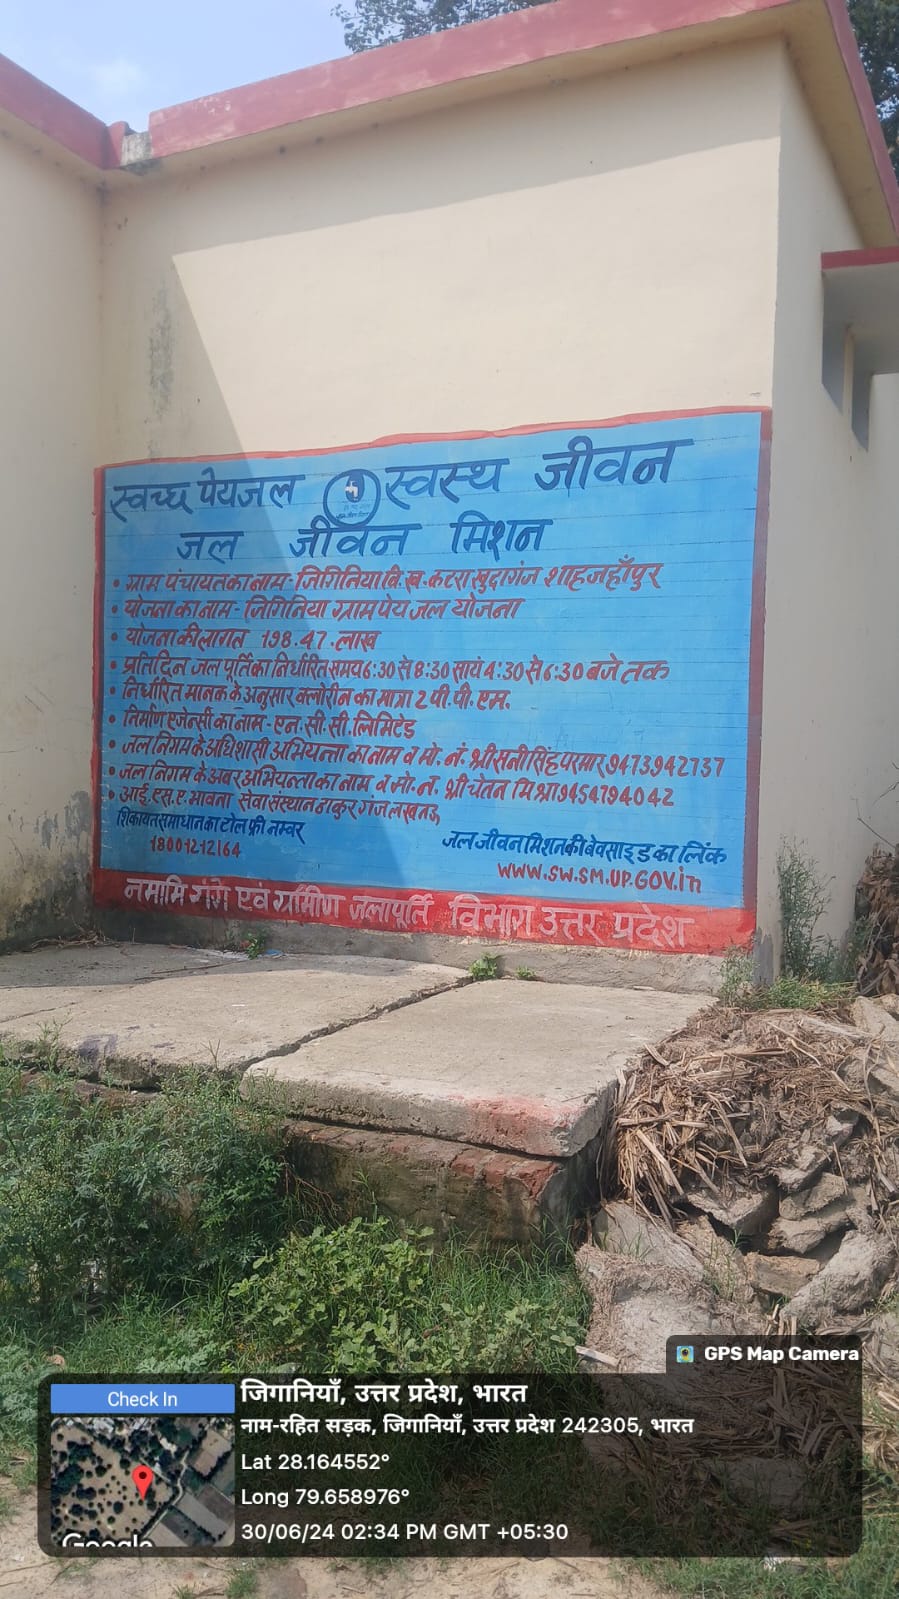 स्वच्छ पेयजल स्वस्थ जीवन
जल जीवन मिशन
• ग्राम पंचायत का नाम - जिगिनिया वि.ख. कटरा खुदागंज शाहजहाँपुर
• योजना का नाम - जिगिनिया ग्राम पेय जल योजना
• योजना की लागत 198.47. लाख
• प्रतिदिन जल पूर्ति का निर्धारित समय 6:30 से 8:30 सायं 4:30 से 6:30 बजे तक
• निर्धारित मानक के अनुसार क्लोरीन का मात्रा 2 पी.पी.एम.
• निर्माण एजेन्सी का नाम - एन.सी.सी. लिमिटेड
• जल निगम के अधिशासी अभियन्ता का नाम व मो. नं. श्री सनी सिंह परमार 9473942737
• जल निगम के अवर अभियन्ता का नाम व मो. न. श्री चेतन मिश्रा 9454794042
• आई.एस.ए. भावना सेवा संस्थान ठाकुरगंज लखनऊ
शिकायत समाधान का टोल फ्री नम्बर
18001212164
जल जीवन मिशन की बेवसाइड का लिंक
www.sw.sm.up.gov.in
नमामि गंगे एवं ग्रामीण जलापूर्ति विभाग उत्तर प्रदेश
GPS Map Camera
Check In
जिगानियाँ, उत्तर प्रदेश, भारत
नाम-रहित सड़क, जिगानियाँ, उत्तर प्रदेश 242305, भारत
Lat 28.164552°
Long 79.658976°
30/06/24 02:34 PM GMT +05:30
Google